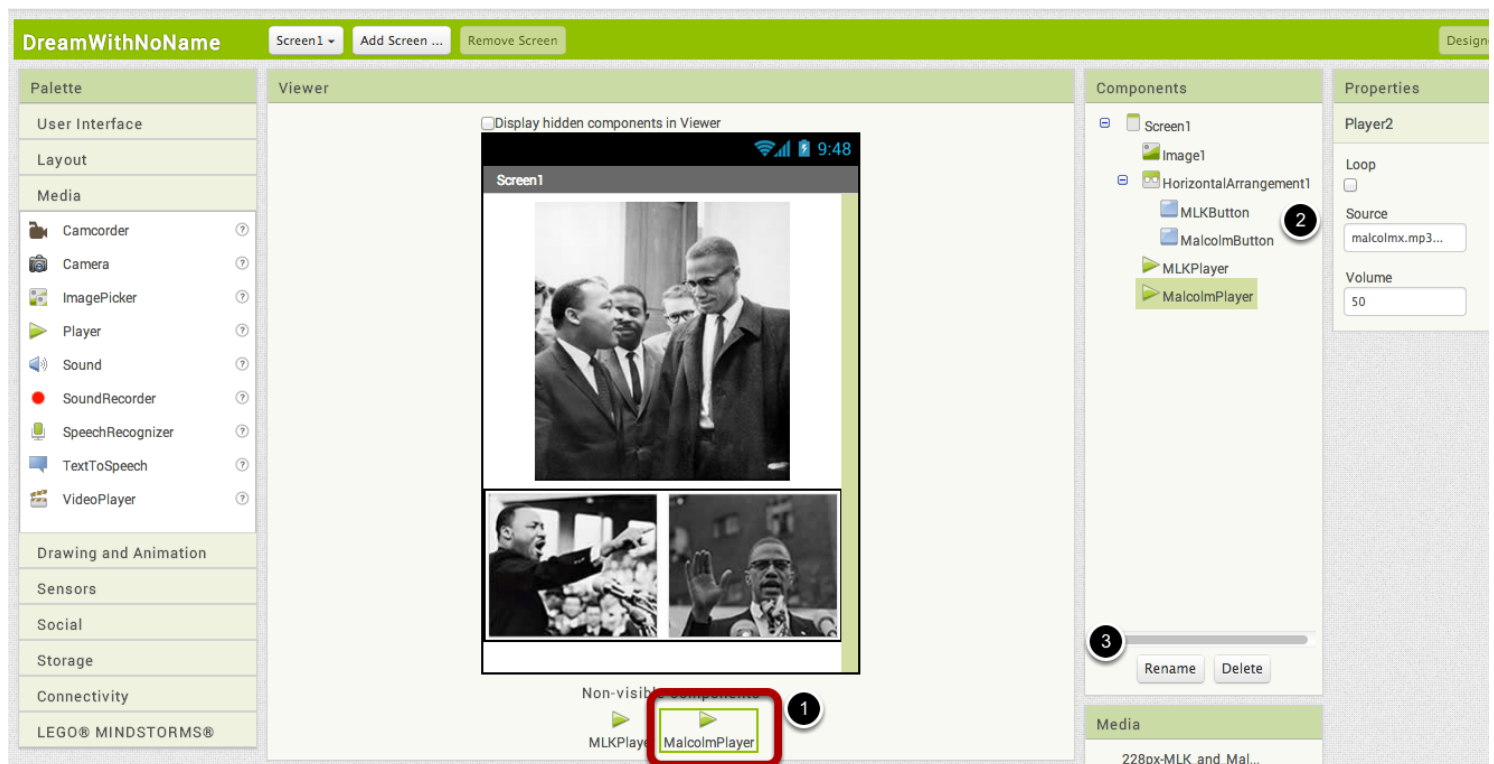 DreamWithNoName
Screen1
Add Screen ...
Remove Screen
Designe
Palette
User Interface
Layout
Media
Camcorder
?
Camera
?
ImagePicker
?
Player
?
Sound
?
SoundRecorder
?
SpeechRecognizer
?
TextToSpeech
?
VideoPlayer
?
Drawing and Animation
Sensors
Social
Storage
Connectivity
LEGO® MINDSTORMS®
Viewer
Display hidden components in Viewer
9:48
Screen1
Non-visible components
MLKPlaye
MalcolmPlayer
1
Components
Screen1
Image1
HorizontalArrangement1
MLKButton
MalcolmButton
2
MLKPlayer
MalcolmPlayer
3
Rename
Delete
Media
228px-MLK_and_Mal...
Properties
Player2
Loop
Source
malcolmx.mp3...
Volume
50